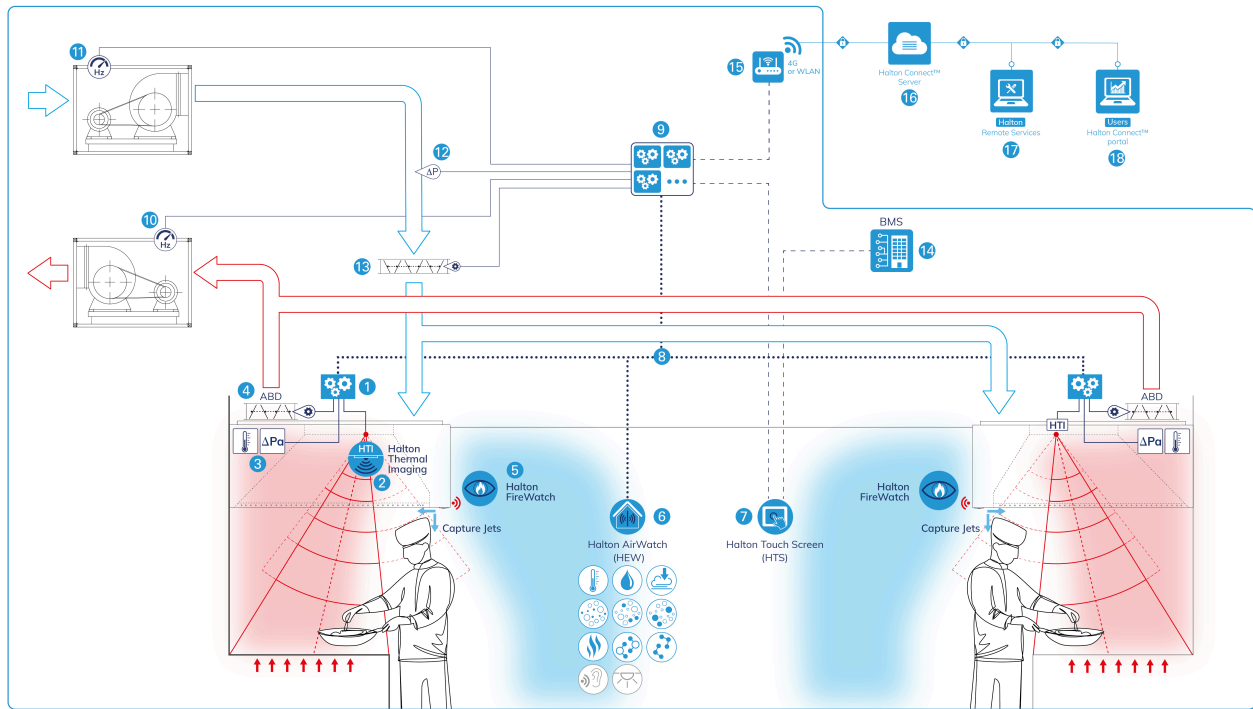 11
Hz
15
4G
or WLAN
Halton Connect™
Server
16
Halton
Remote Services
17
Users
Halton Connect™
portal
18
9
12
ΔP
10
Hz
13
BMS
14
8
4
ABD
1
ΔPa
3
HTI
2
Halton
Thermal
Imaging
5
Halton
FireWatch
Capture Jets
6
Halton AirWatch
(HEW)
7
Halton Touch Screen
(HTS)
Halton
FireWatch
Capture Jets
HTI
ABD
ΔPa